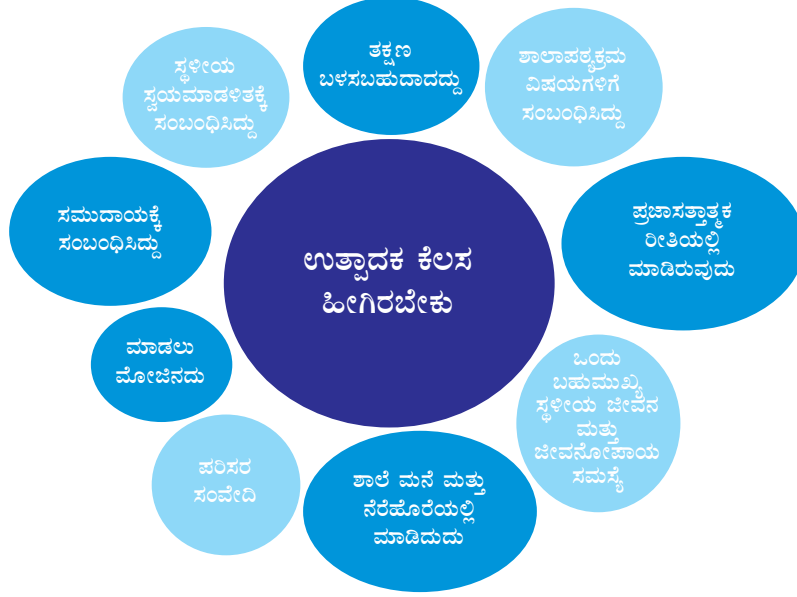 ತಕ್ಷಣ
ಬಳಸಬಹುದಾದದ್ದು
ಶಾಲಾಪಠ್ಯಕ್ರಮ
ವಿಷಯಗಳಿಗೆ
ಸಂಬಂಧಿಸಿದ್ದು
ಪ್ರಜಾಸತ್ತಾತ್ಮಕ
ರೀತಿಯಲ್ಲಿ
ಮಾಡಿರುವುದು
ಒಂದು
ಬಹುಮುಖ್ಯ
ಸ್ಥಳೀಯ ಜೀವನ
ಮತ್ತು
ಜೀವನೋಪಾಯ
ಸಮಸ್ಯೆ
ಶಾಲೆ ಮನೆ ಮತ್ತು
ನೆರೆಹೊರೆಯಲ್ಲಿ
ಮಾಡಿದುದು
ಪರಿಸರ
ಸಂವೇದಿ
ಮಾಡಲು
ಮೋಜಿನದು
ಸಮುದಾಯಕ್ಕೆ
ಸಂಬಂಧಿಸಿದ್ದು
ಸ್ಥಳೀಯ
ಸ್ವಯಮಾಡಳಿತಕ್ಕೆ
ಸಂಬಂಧಿಸಿದ್ದು
ಉತ್ಪಾದಕ ಕೆಲಸ
ಹೀಗಿರಬೇಕು